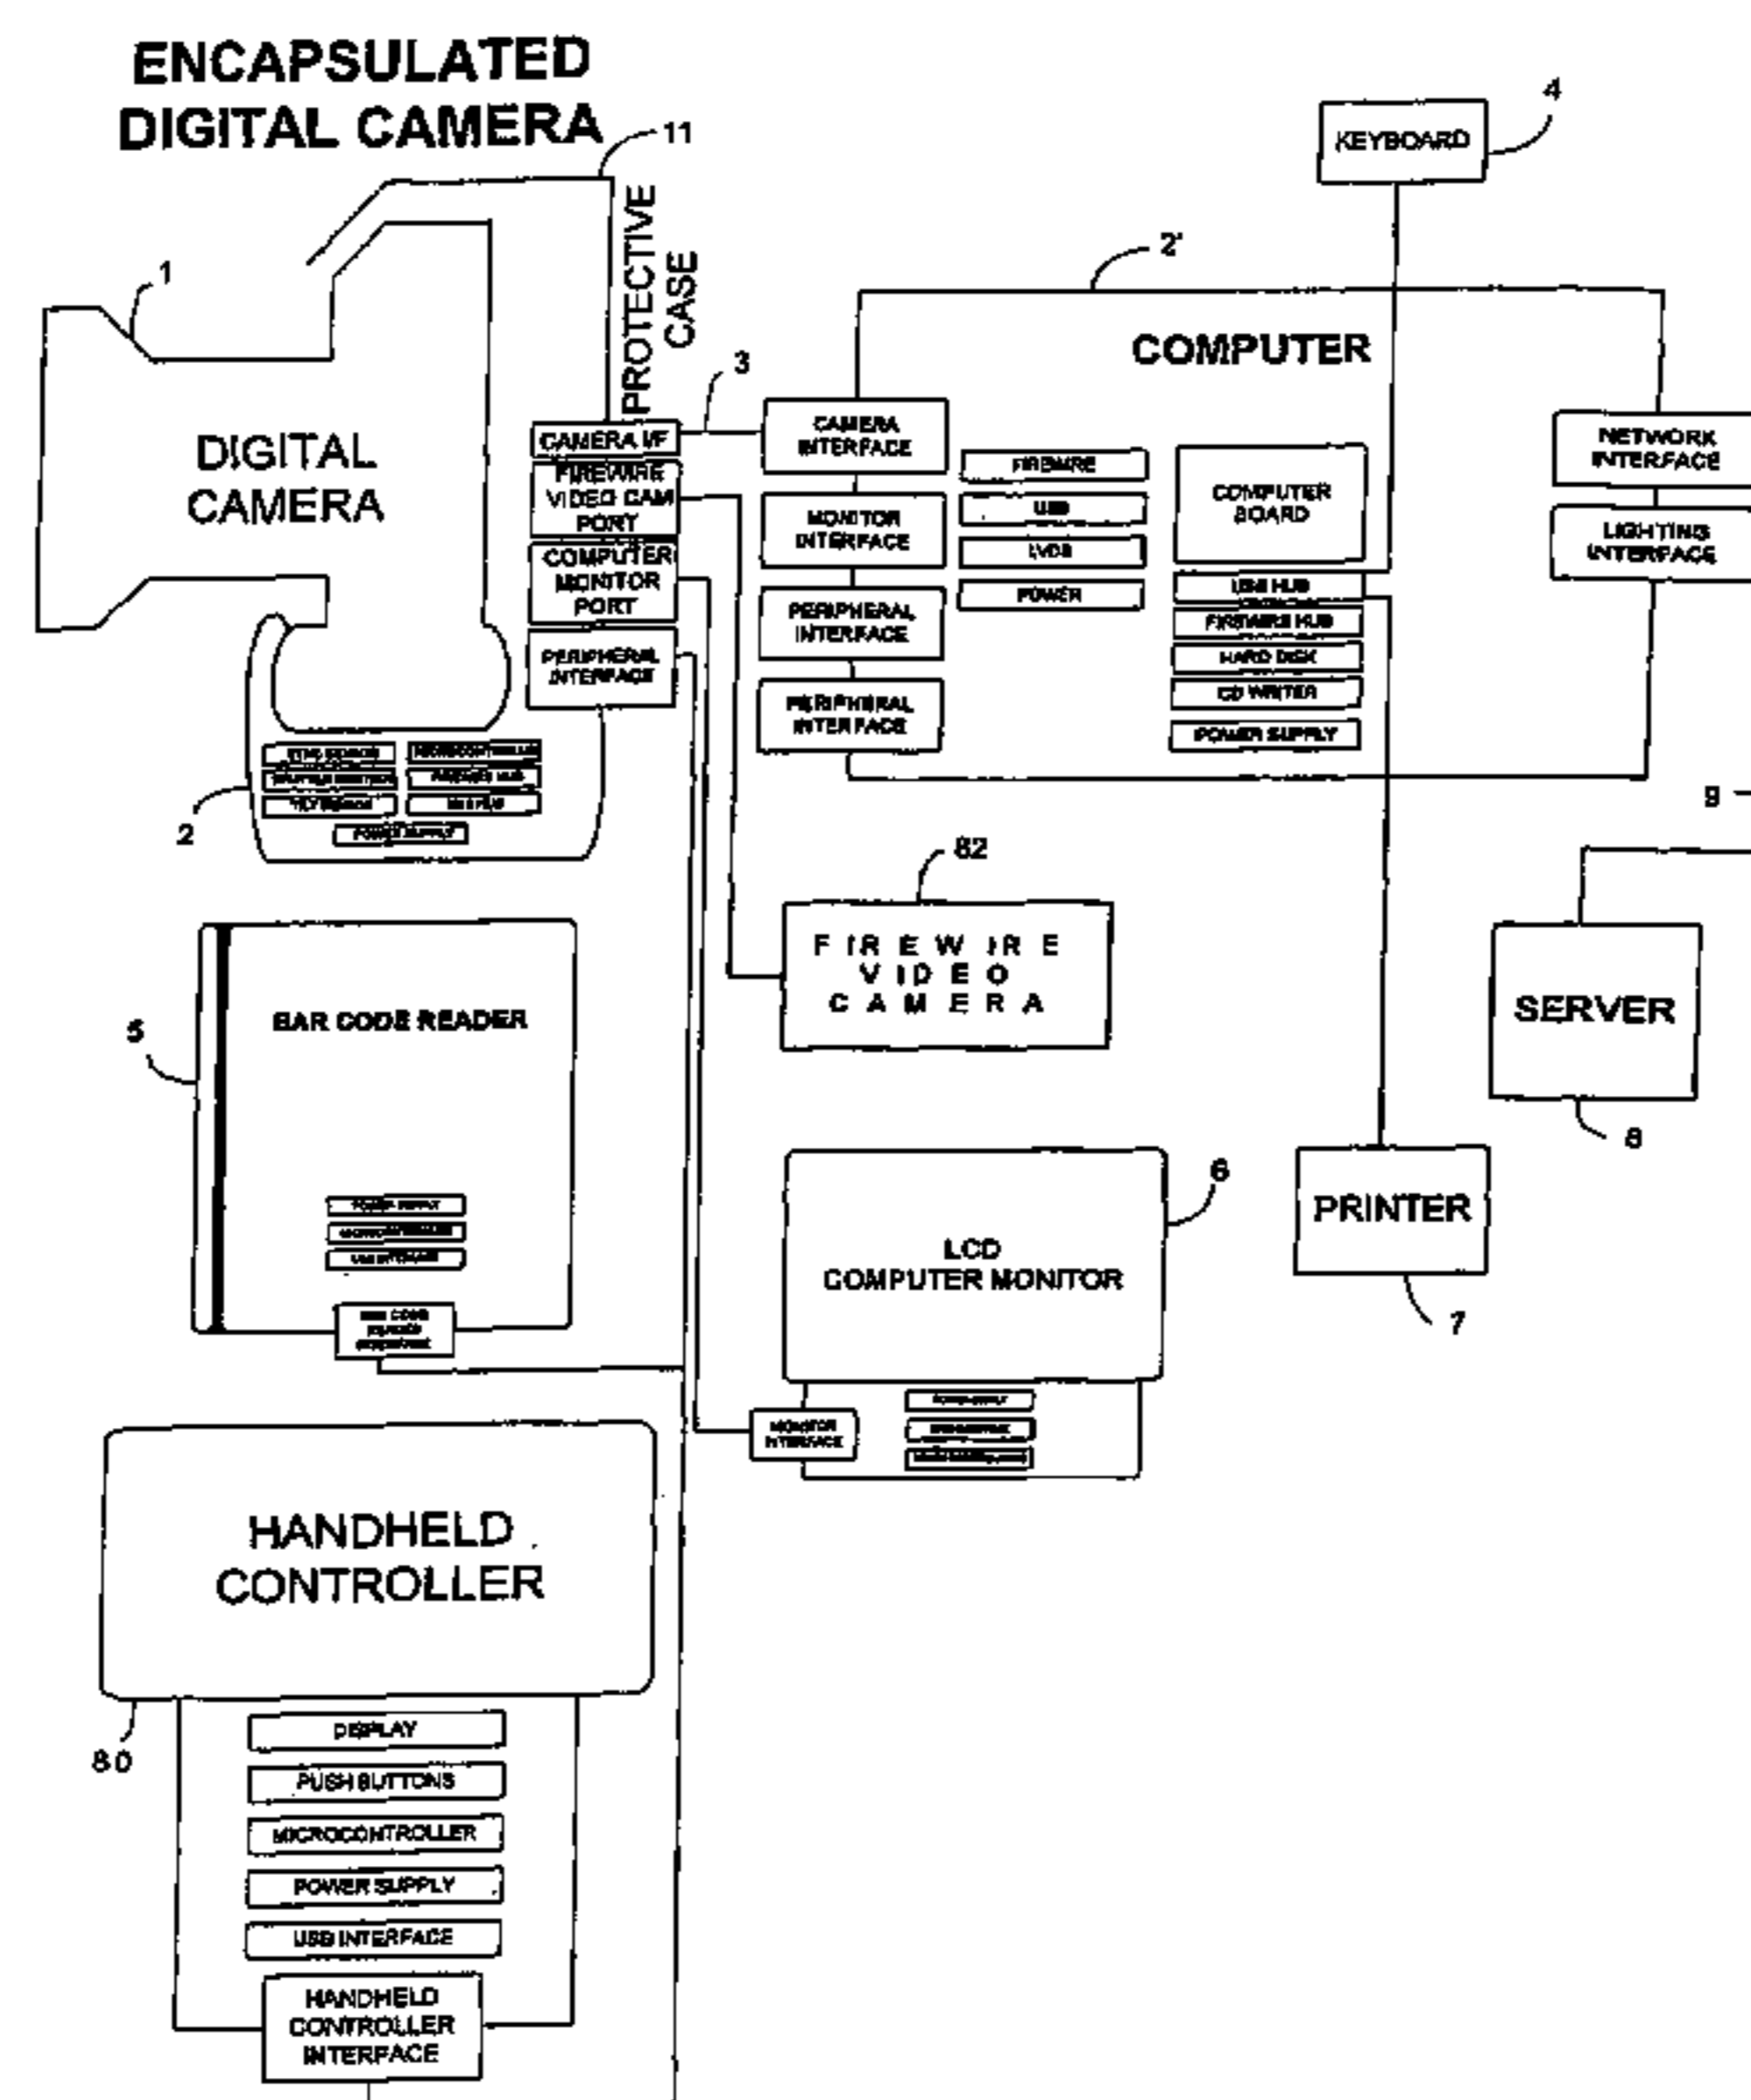 ENCAPSULATED
DIGITAL CAMERA
11
PROTECTIVE
CASE
1
DIGITAL
CAMERA
CAMERA I/F
FIREWIRE
VIDEO CAM
PORT
COMPUTER
MONITOR
PORT
PERIPHERAL
INTERFACE
POWER SUPPLY
2
3
4
KEYBOARD
2'
COMPUTER
CAMERA
INTERFACE
MONITOR
INTERFACE
PERIPHERAL
INTERFACE
PERIPHERAL
INTERFACE
FIREWIRE
USB
LVDS
POWER
COMPUTER
BOARD
USB HUB
FIREWIRE HUB
HARD DISK
CD WRITER
POWER SUPPLY
NETWORK
INTERFACE
LIGHTING
INTERFACE
9
82
FIREWIRE
VIDEO
CAMERA
SERVER
8
5
BAR CODE READER
POWER SUPPLY
6
LCD
COMPUTER MONITOR
MONITOR
INTERFACE
PRINTER
7
HANDHELD
CONTROLLER
80
DISPLAY
PUSH BUTTONS
MICROCONTROLLER
POWER SUPPLY
USB INTERFACE
HANDHELD
CONTROLLER
INTERFACE